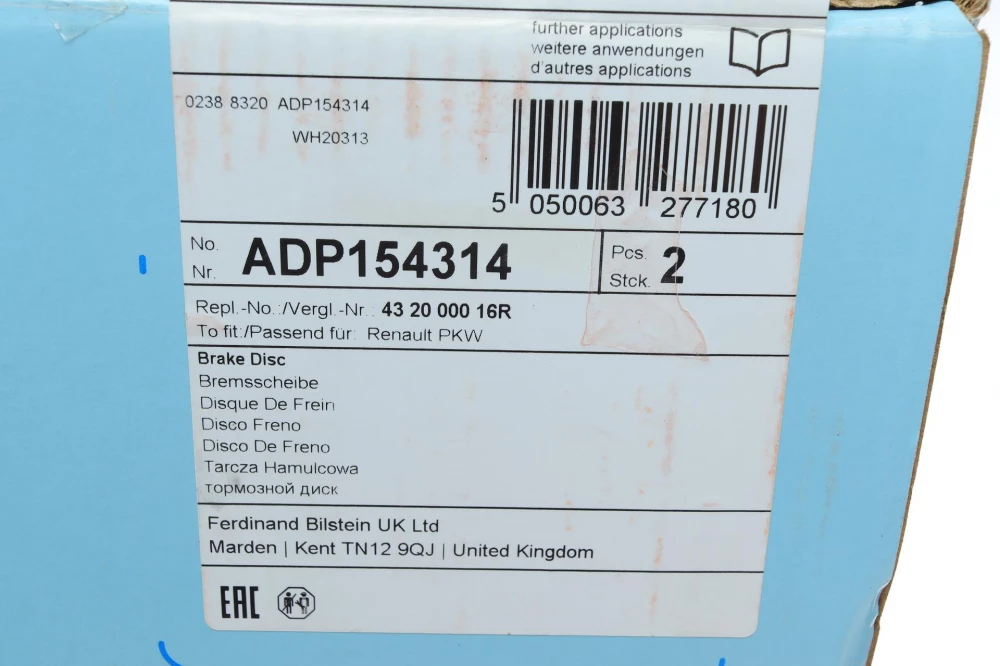 further applications
weitere anwendungen
d'autres applications
0238 8320 ADP154314
WH20313
5 050063 277180
No.
Nr. ADP154314
Pcs.
Stck. 2
Repl.-No.:/Vergl.-Nr.: 43 20 000 16R
To fit:/Passend für: Renault PKW
Brake Disc
Bremsscheibe
Disque De Frein
Disco Freno
Disco De Freno
Tarcza Hamulcowa
тормозной диск
Ferdinand Bilstein UK Ltd
Marden | Kent TN12 9QJ | United Kingdom
EAC